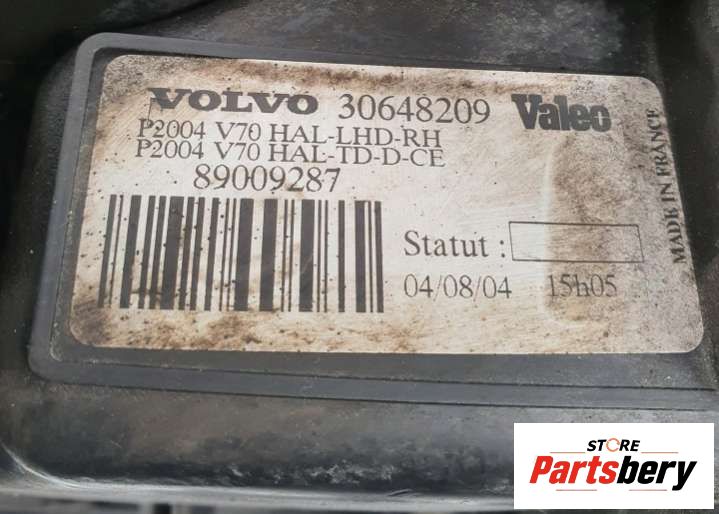 VOLVO 30648209 Valeo
P2004 V70 HAL-LHD-RH
P2004 V70 HAL-TD-D-CE
89009287
Statut :
04/08/04 15h05
MADE IN FRANCE
STORE
Partsbery